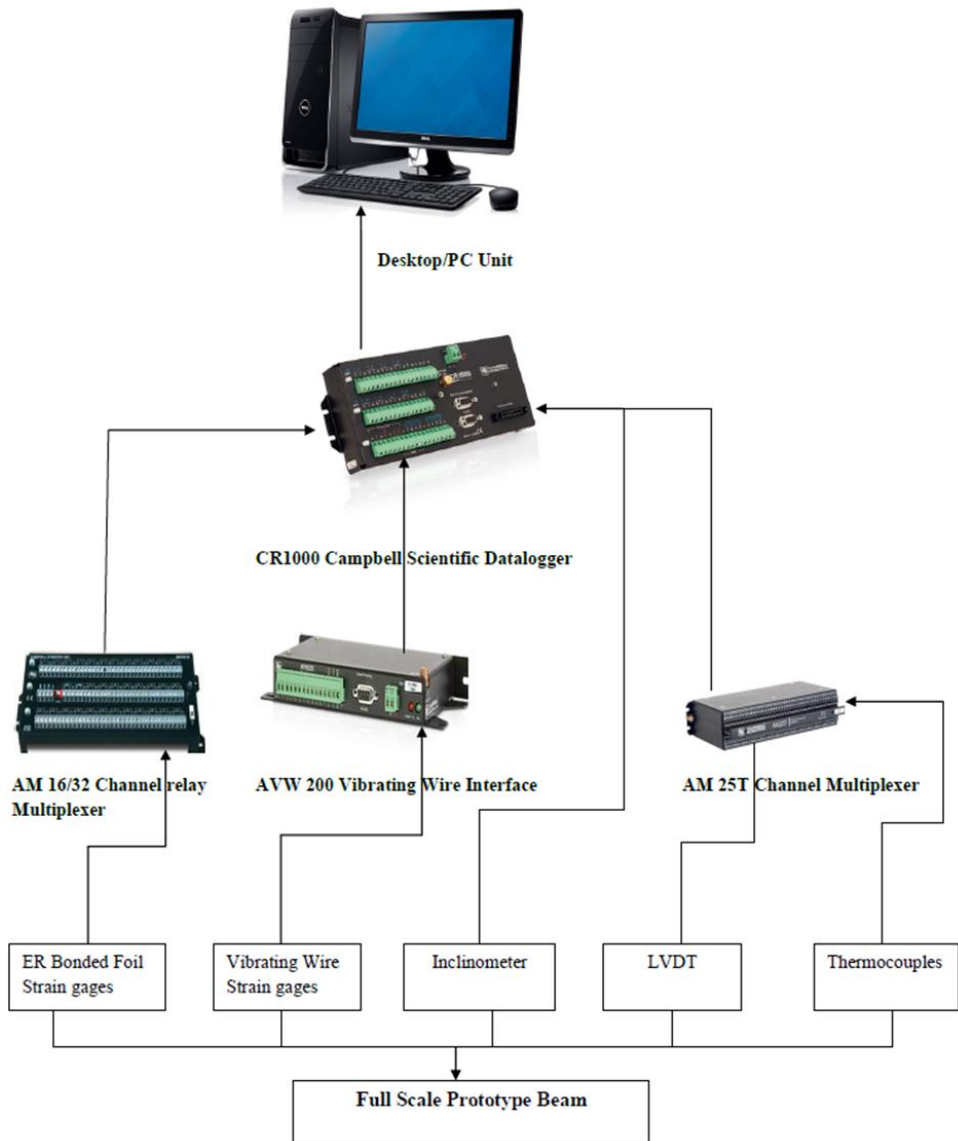 Desktop/PC Unit
CR1000
CR1000 Campbell Scientific Datalogger
AM 16/32 Channel relay
Multiplexer
AVW 200 Vibrating Wire Interface
AM 25T Channel Multiplexer
ER Bonded Foil
Strain gages
Vibrating Wire
Strain gages
Inclinometer
LVDT
Thermocouples
Full Scale Prototype Beam